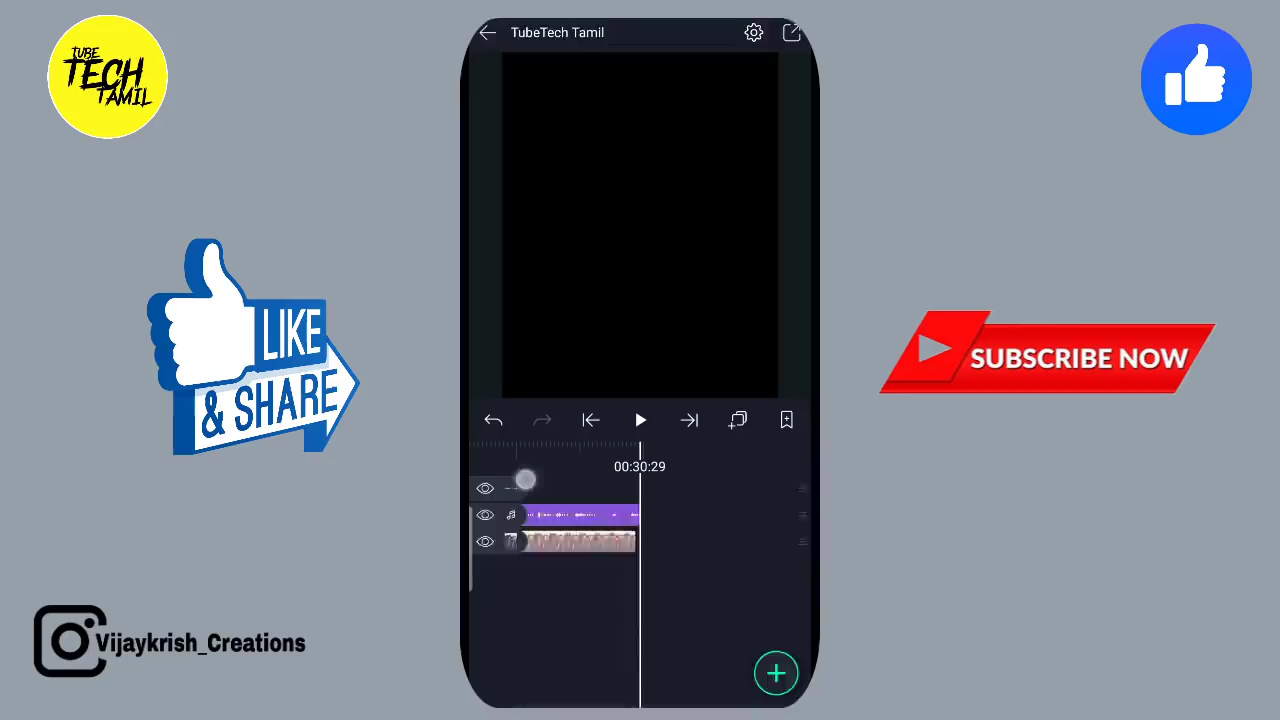 TUBE
TECH
TAMIL
TubeTech Tamil
LIKE
& SHARE
SUBSCRIBE NOW
00:30:29
Vijaykrish_Creations